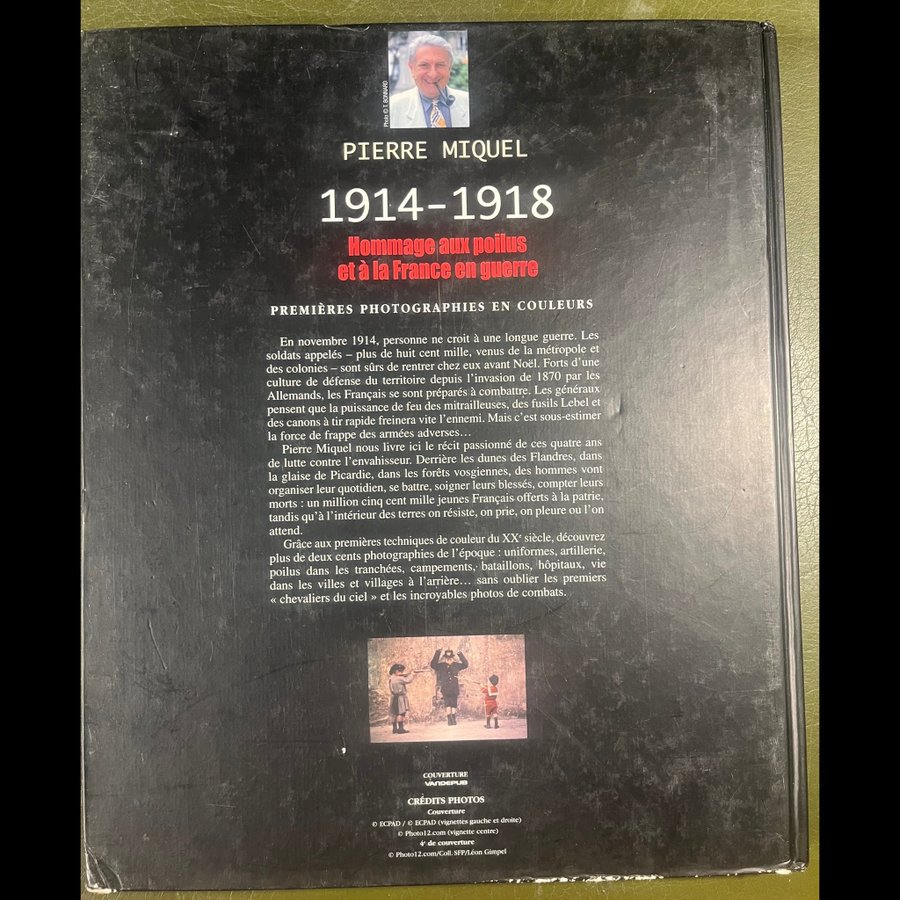 Photo © T. BONNARD
PIERRE MIQUEL
1914-1918
Hommage aux poilus
et à la France en guerre
PREMIÈRES PHOTOGRAPHIES EN COULEURS
En novembre 1914, personne ne croit à une longue guerre. Les
soldats appelés – plus de huit cent mille, venus de la métropole et
des colonies – sont sûrs de rentrer chez eux avant Noël. Forts d’une
culture de défense du territoire depuis l’invasion de 1870 par les
Allemands, les Français se sont préparés à combattre. Les généraux
pensent que la puissance de feu des mitrailleuses, des fusils Lebel et
des canons à tir rapide freinera vite l’ennemi. Mais c’est sous-estimer
la force de frappe des armées adverses…
Pierre Miquel nous livre ici le récit passionné de ces quatre ans
de lutte contre l’envahisseur. Derrière les dunes des Flandres, dans
la glaise de Picardie, dans les forêts vosgiennes, des hommes vont
organiser leur quotidien, se battre, soigner leurs blessés, compter leurs
morts : un million cinq cent mille jeunes Français offerts à la patrie,
tandis qu’à l’intérieur des terres on résiste, on prie, on pleure ou l’on
attend.
Grâce aux premières techniques de couleur du XXe siècle, découvrez
plus de deux cents photographies de l’époque : uniformes, artillerie,
poilus dans les tranchées, campements, bataillons, hôpitaux, vie
dans les villes et villages à l’arrière… sans oublier les premiers
« chevaliers du ciel » et les incroyables photos de combats.
COUVERTURE
VANDEPUB
CRÉDITS PHOTOS
Couverture
© ECPAD / © ECPAD (vignettes gauche et droite)
© Photo12.com (vignette centre)
4e de couverture
© Photo12.com/Coll. SFP/Léon Gimpel